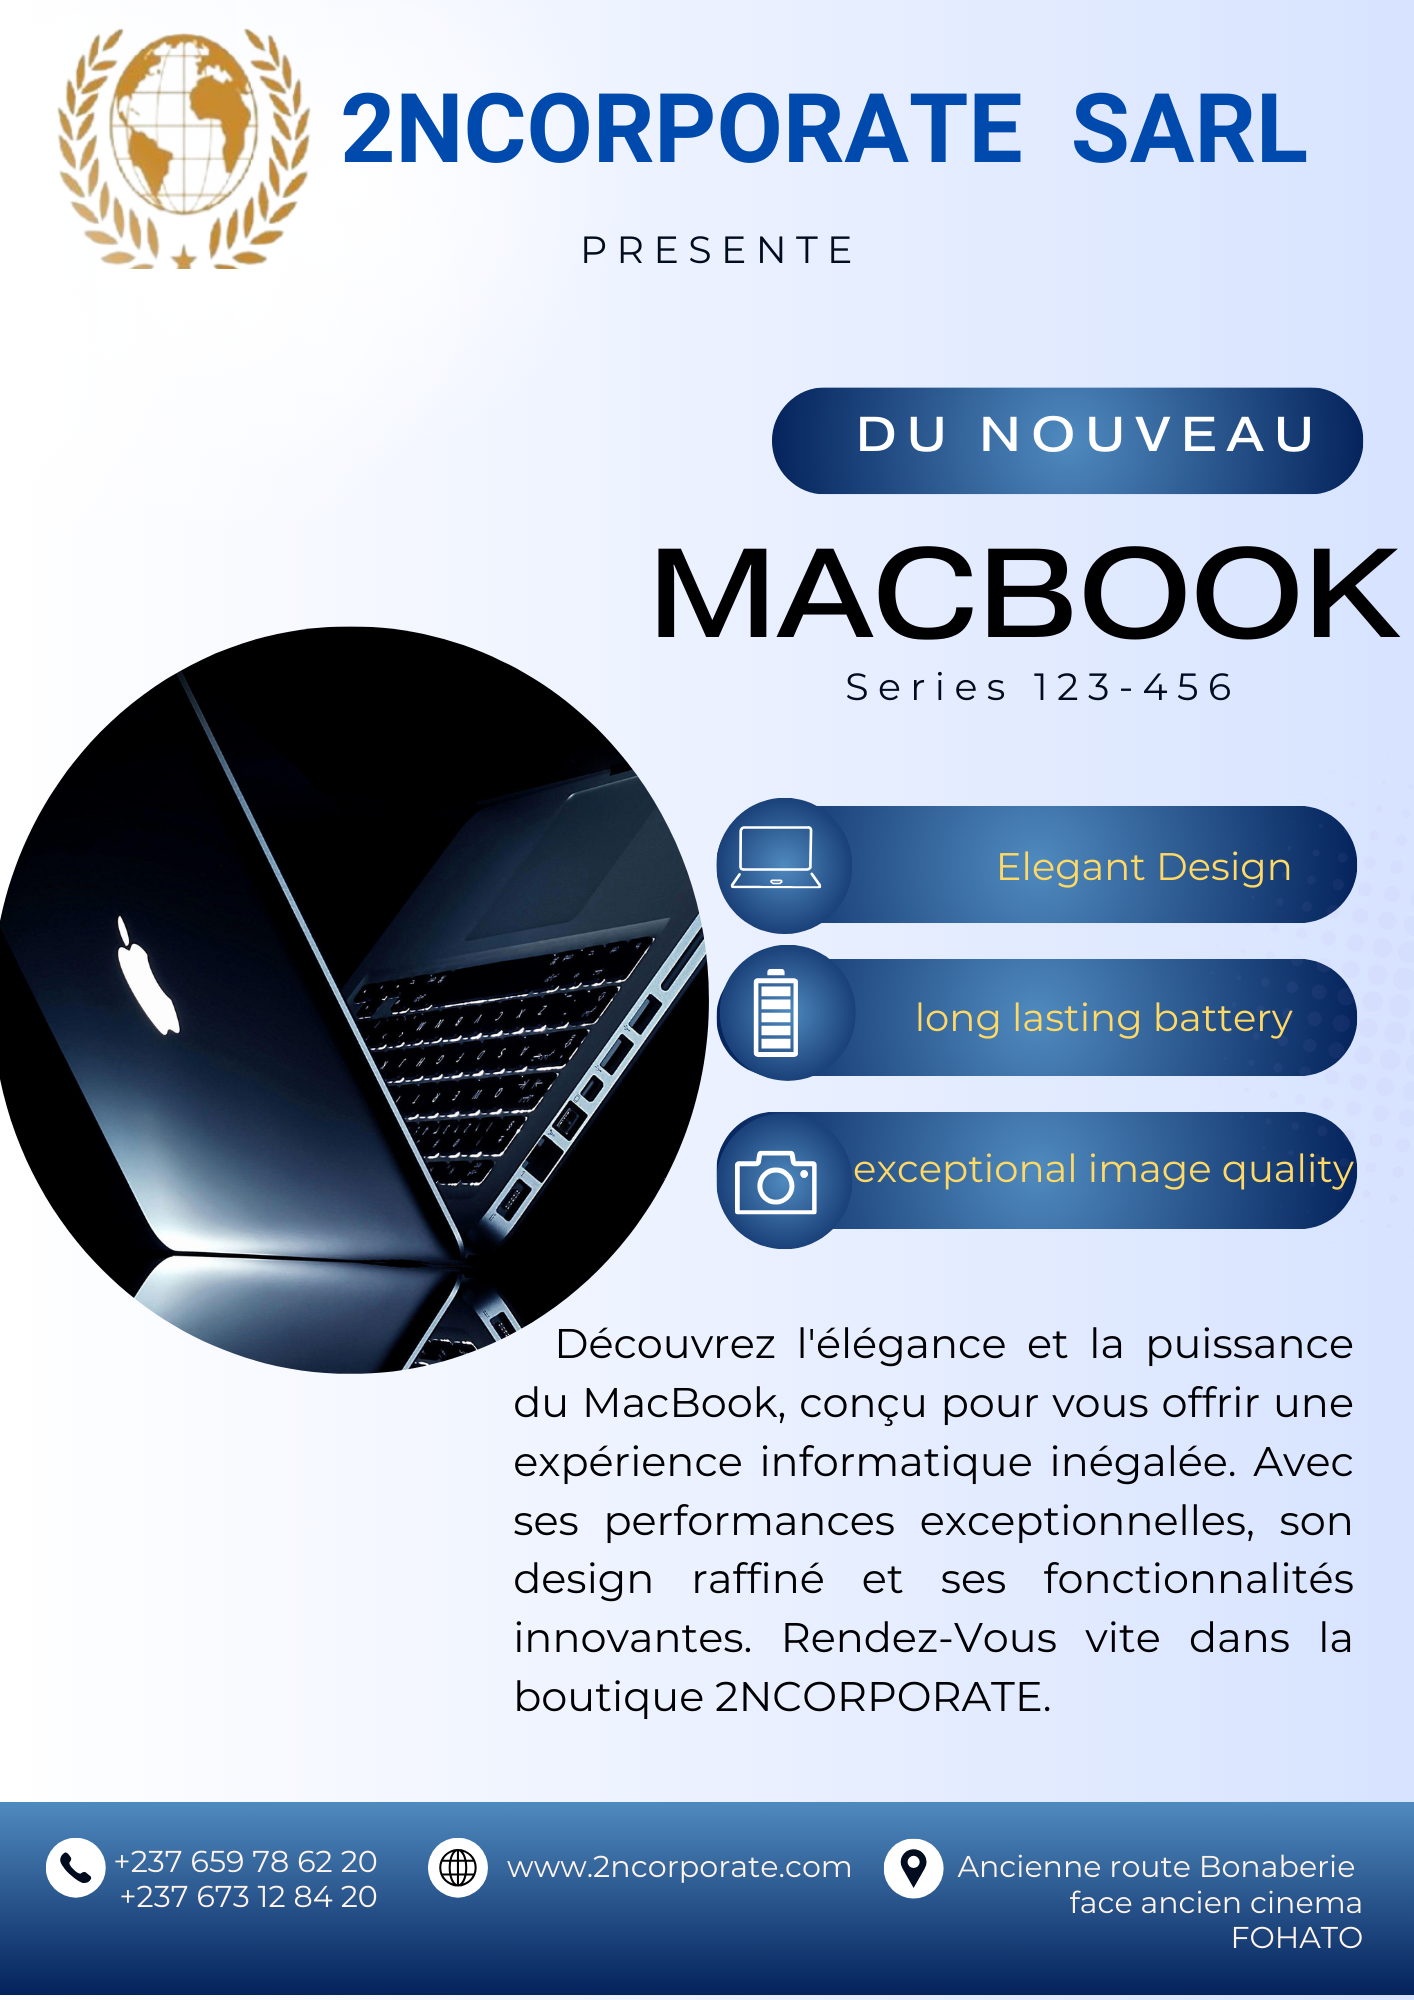 2NCORPORATE SARL
PRESENTE
DU NOUVEAU
MACBOOK
Series 123-456
Elegant Design
long lasting battery
exceptional image quality
Découvrez l'élégance et la puissance
du MacBook, conçu pour vous offrir une
expérience informatique inégalée. Avec
ses performances exceptionnelles, son
design raffiné et ses fonctionnalités
innovantes. Rendez-Vous vite dans la
boutique 2NCORPORATE.
+237 659 78 62 20
+237 673 12 84 20
www.2ncorporate.com
Ancienne route Bonaberie
face ancien cinema
FOHATO